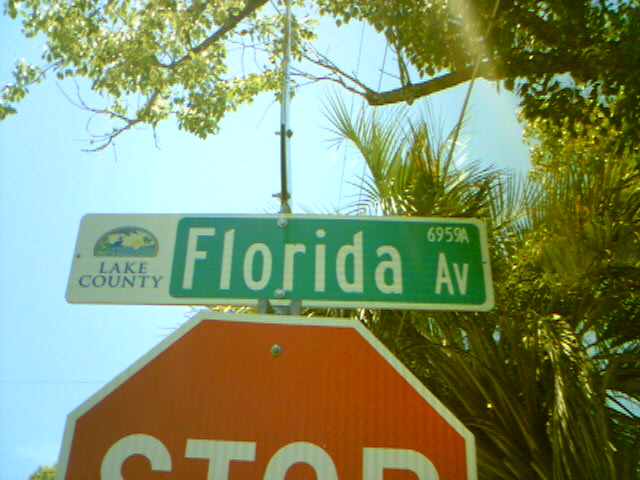 LAKE
COUNTY
Florida Av
6959A
STOP